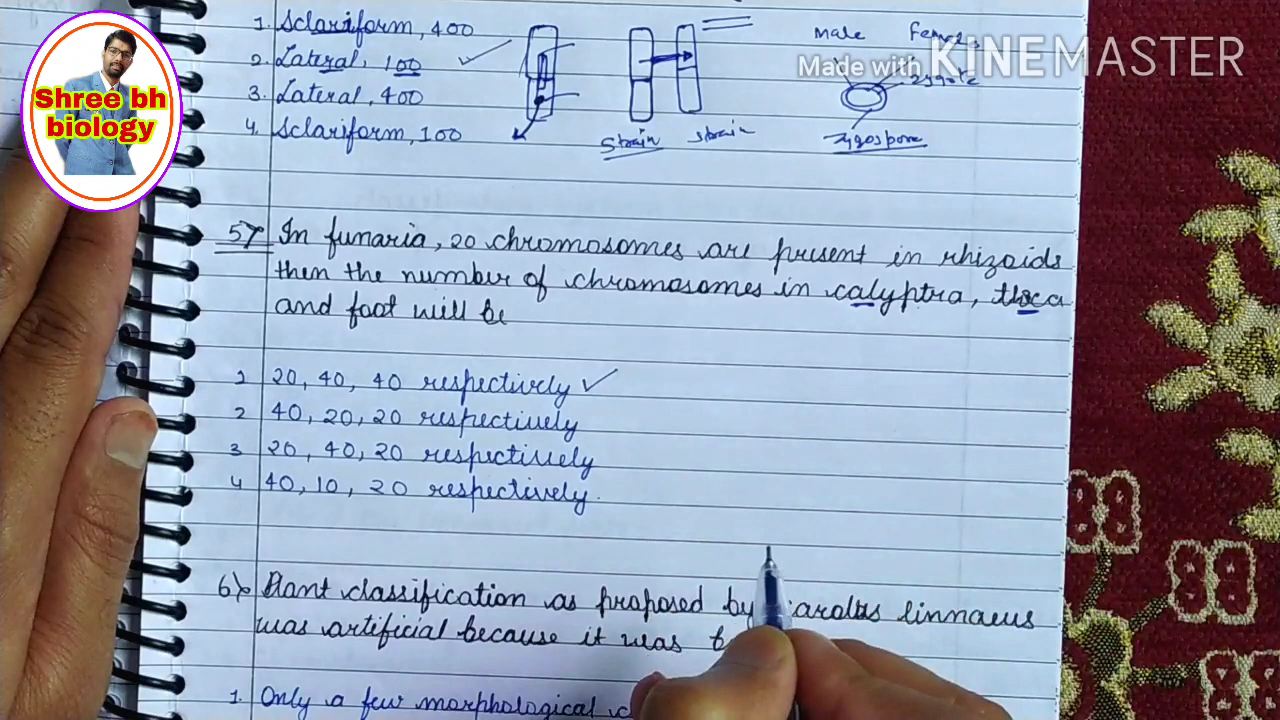 1. Sclariform, 400
2. Lateral, 100
3. Lateral, 400
4. Sclariform, 100
strain strain
male
zygote
zygospore
Made with KINEMASTER
Shree bh
biology
5) In funaria, 20 chromosomes are present in rhizoids
then the number of chromosomes in calyptra,
and foot will be
1 20, 40, 40 respectively
2 40, 20, 20 respectively
3 20, 40, 20 respectively
4 40, 10, 20 respectively.
6) Plant classification as proposed by linnaeus
was artificial because it was
1. Only a few morphological